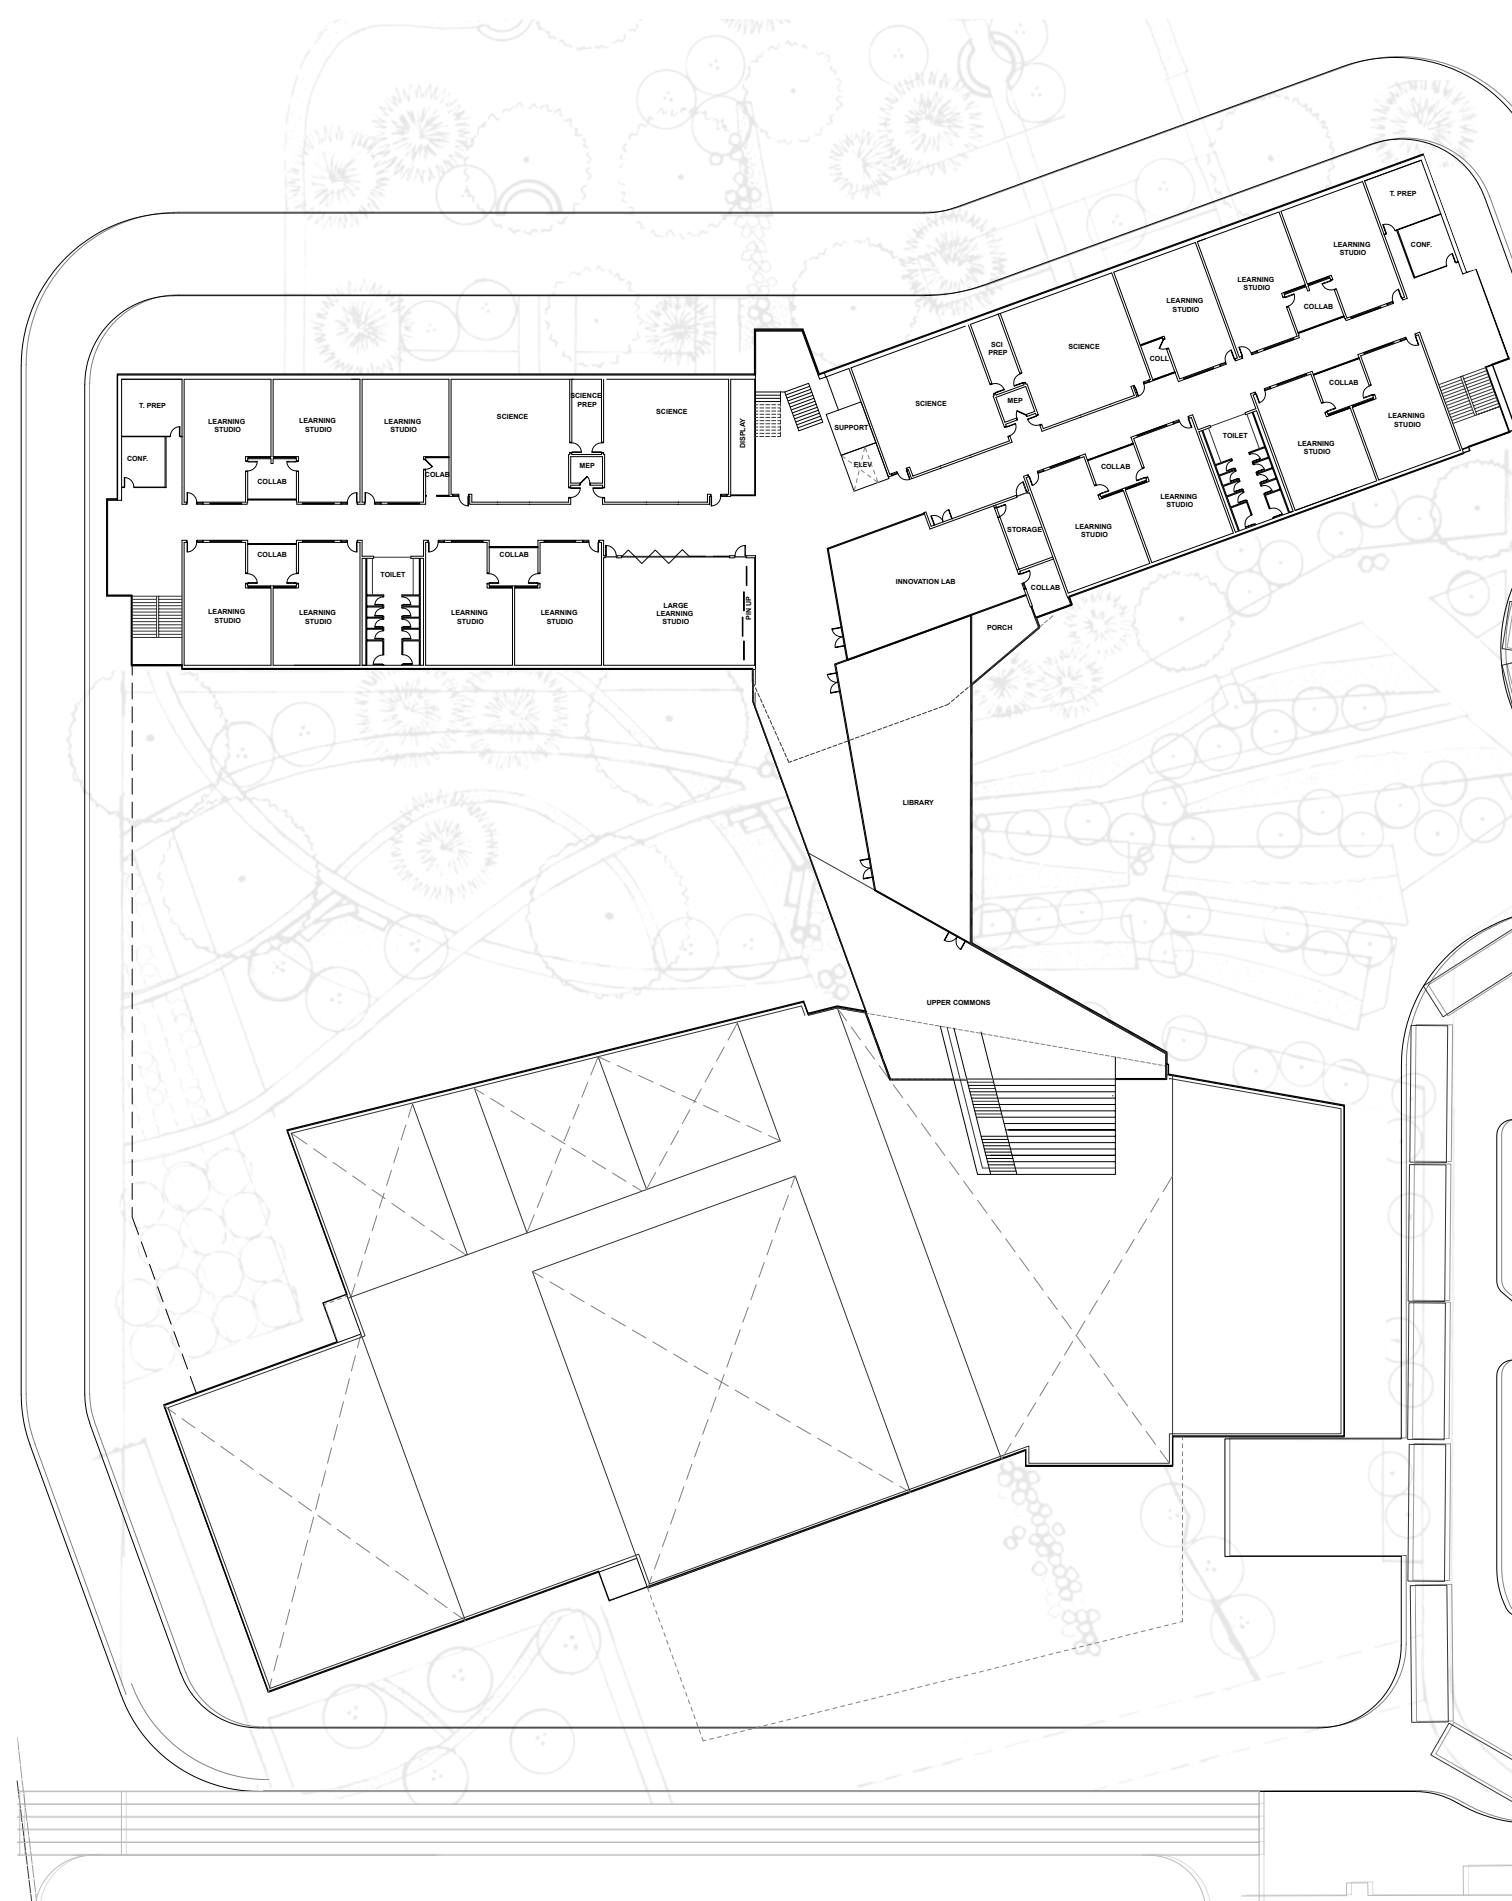 T. PREP
CONF.
LEARNING
STUDIO
LEARNING
STUDIO
LEARNING
STUDIO
COLLAB
COLAB
SCIENCE
SCIENCE
PREP
MEP
SCIENCE
DISPLAY
COLLAB
LEARNING
STUDIO
LEARNING
STUDIO
TOILET
COLLAB
LEARNING
STUDIO
LEARNING
STUDIO
LARGE
LEARNING
STUDIO
PIN UP
SUPPORT
ELEV
SCIENCE
SCI
PREP
MEP
SCIENCE
COLL
LEARNING
STUDIO
LEARNING
STUDIO
COLLAB
LEARNING
STUDIO
T. PREP
CONF.
INNOVATION LAB
STORAGE
COLLAB
PORCH
COLLAB
LEARNING
STUDIO
LEARNING
STUDIO
TOILET
COLLAB
LEARNING
STUDIO
LEARNING
STUDIO
LIBRARY
UPPER COMMONS